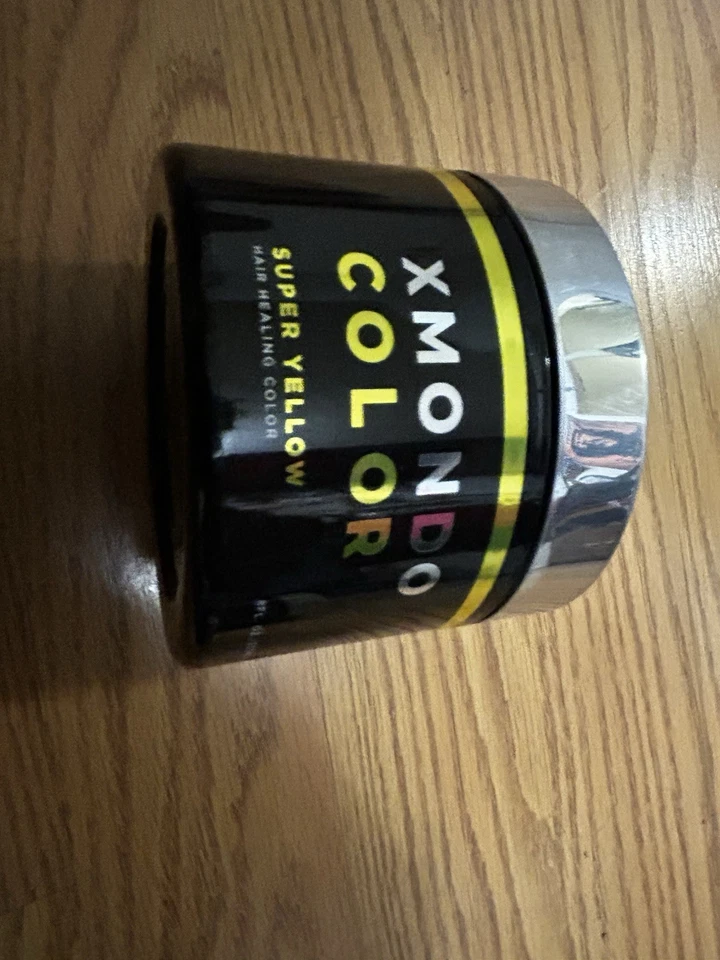 XMONDO
COLOR
SUPER YELLOW
HAIR HEALING COLOR